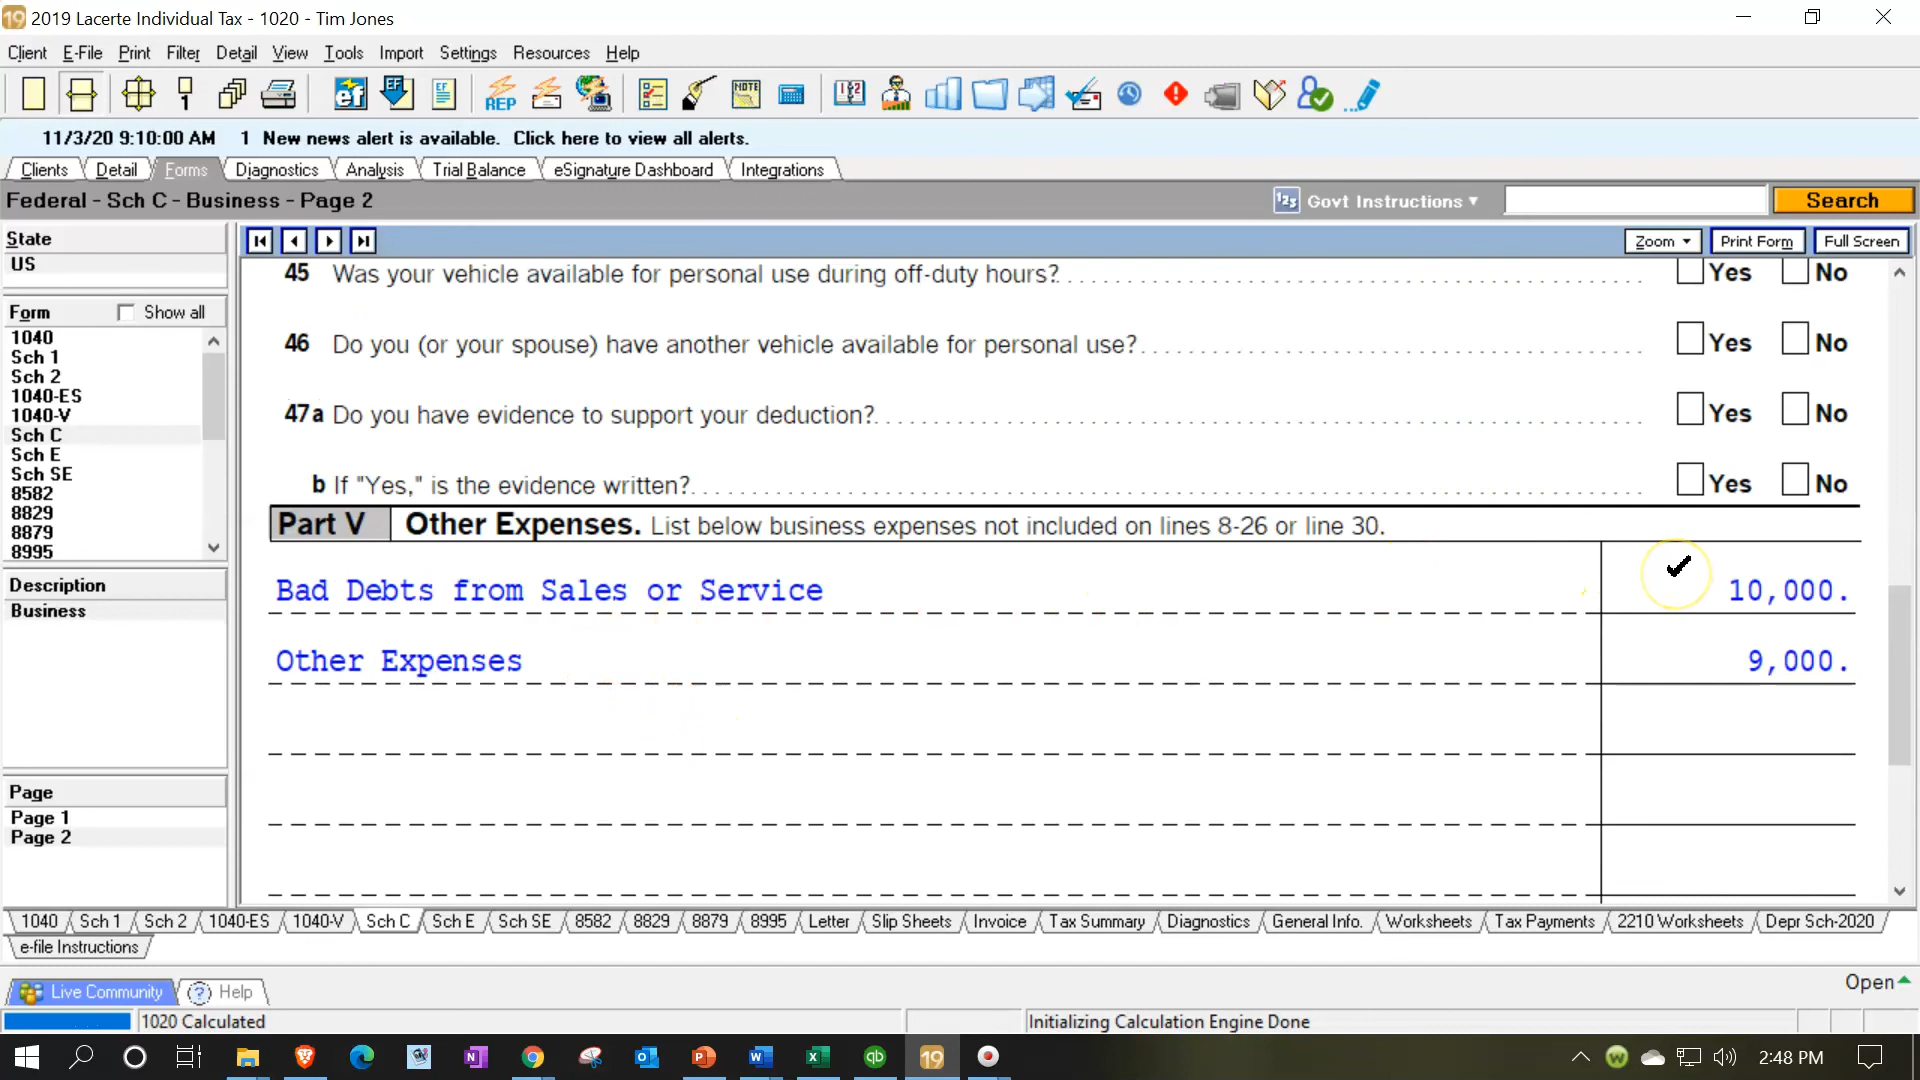 2019 Lacerte Individual Tax - 1020 - Tim Jones
Client E-File Print Filter Detail View Tools Import Settings Resources Help
1 ef EF EF REP NOTE
11/3/20 9:10:00 AM 1 New news alert is available. Click here to view all alerts.
Clients Detail Forms Diagnostics Analysis Trial Balance eSignature Dashboard Integrations
Federal - Sch C - Business - Page 2 Govt Instructions Search
State
US
Form Show all
1040
Sch 1
Sch 2
1040-ES
1040-V
Sch C
Sch E
Sch SE
8582
8829
8879
8995
Description
Business
Page
Page 1
Page 2
Zoom Print Form Full Screen
45 Was your vehicle available for personal use during off-duty hours? Yes No
46 Do you (or your spouse) have another vehicle available for personal use? Yes No
47a Do you have evidence to support your deduction? Yes No
b If "Yes," is the evidence written? Yes No
Part V Other Expenses. List below business expenses not included on lines 8-26 or line 30.
Bad Debts from Sales or Service 10,000.
Other Expenses 9,000.
1040 Sch 1 Sch 2 1040-ES 1040-V Sch C Sch E Sch SE 8582 8829 8879 8995 Letter Slip Sheets Invoice Tax Summary Diagnostics General Info. Worksheets Tax Payments 2210 Worksheets Depr Sch-2020
e-file Instructions
Open
Live Community Help
1020 Calculated Initializing Calculation Engine Done
2:48 PM